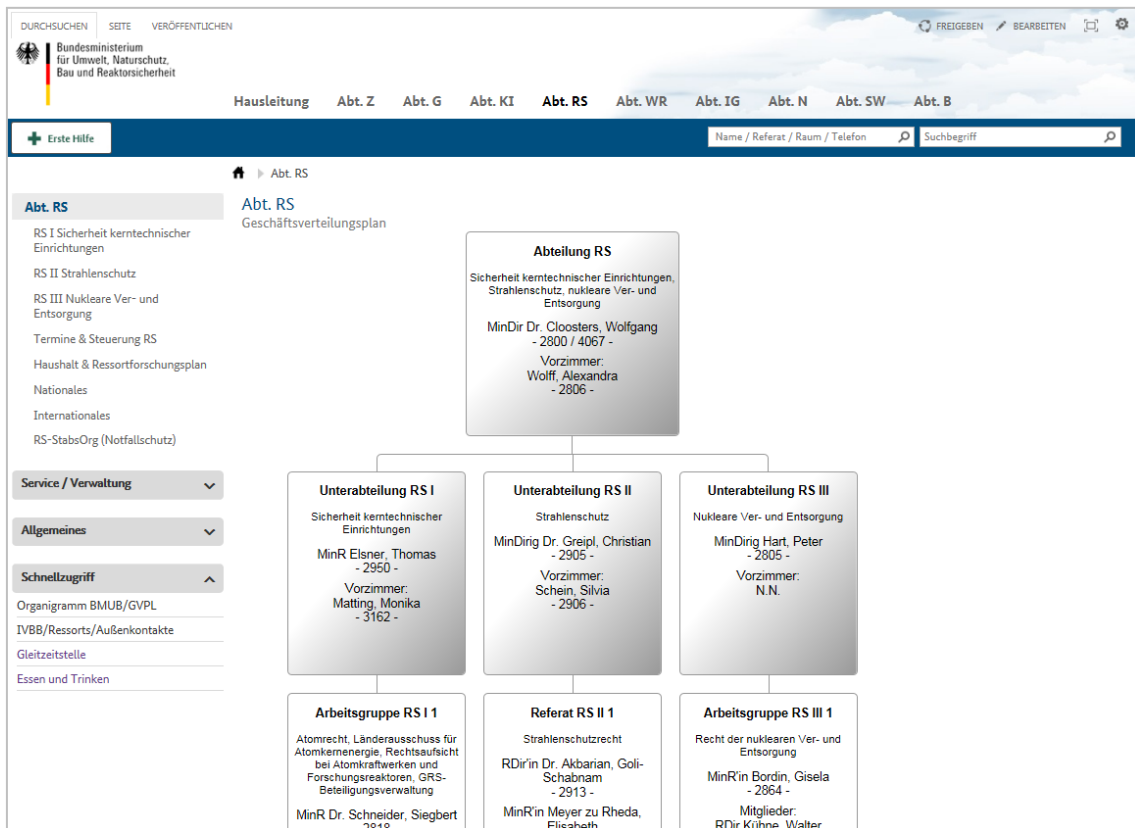 DURCHSUCHEN SEITE VERÖFFENTLICHEN
FREIGEBEN BEARBEITEN
Bundesministerium
für Umwelt, Naturschutz,
Bau und Reaktorsicherheit
Hausleitung Abt. Z Abt. G Abt. KI Abt. RS Abt. WR Abt. IG Abt. N Abt. SW Abt. B
Erste Hilfe
Name / Referat / Raum / Telefon
Suchbegriff
Abt. RS
Abt. RS
RS I Sicherheit kerntechnischer
Einrichtungen
RS II Strahlenschutz
RS III Nukleare Ver- und
Entsorgung
Termine & Steuerung RS
Haushalt & Ressortforschungsplan
Nationales
Internationales
RS-StabsOrg (Notfallschutz)
Service / Verwaltung
Allgemeines
Schnellzugriff
Organigramm BMUB/GVPL
IVBB/Ressorts/Außenkontakte
Gleitzeitstelle
Essen und Trinken
Abt. RS
Geschäftsverteilungsplan
Abteilung RS
Sicherheit kerntechnischer Einrichtungen,
Strahlenschutz, nukleare Ver- und
Entsorgung
MinDir Dr. Cloosters, Wolfgang
- 2800 / 4067 -
Vorzimmer:
Wolff, Alexandra
- 2806 -
Unterabteilung RS I
Sicherheit kerntechnischer
Einrichtungen
MinR Elsner, Thomas
- 2950 -
Vorzimmer:
Matting, Monika
- 3162 -
Unterabteilung RS II
Strahlenschutz
MinDirig Dr. Greipl, Christian
- 2905 -
Vorzimmer:
Schein, Silvia
- 2906 -
Unterabteilung RS III
Nukleare Ver- und Entsorgung
MinDirig Hart, Peter
- 2805 -
Vorzimmer:
N.N.
Arbeitsgruppe RS I 1
Atomrecht, Länderausschuss für
Atomkernenergie, Rechtsaufsicht
bei Atomkraftwerken und
Forschungsreaktoren, GRS-
Beteiligungsverwaltung
MinR Dr. Schneider, Siegbert
- 2818 -
Referat RS II 1
Strahlenschutzrecht
RDir'in Dr. Akbarian, Goli-
Schabnam
- 2913 -
MinR'in Meyer zu Rheda,
Elisabeth
Arbeitsgruppe RS III 1
Recht der nuklearen Ver- und
Entsorgung
MinR'in Bordin, Gisela
- 2864 -
Mitglieder:
RDir Kühne, Walter